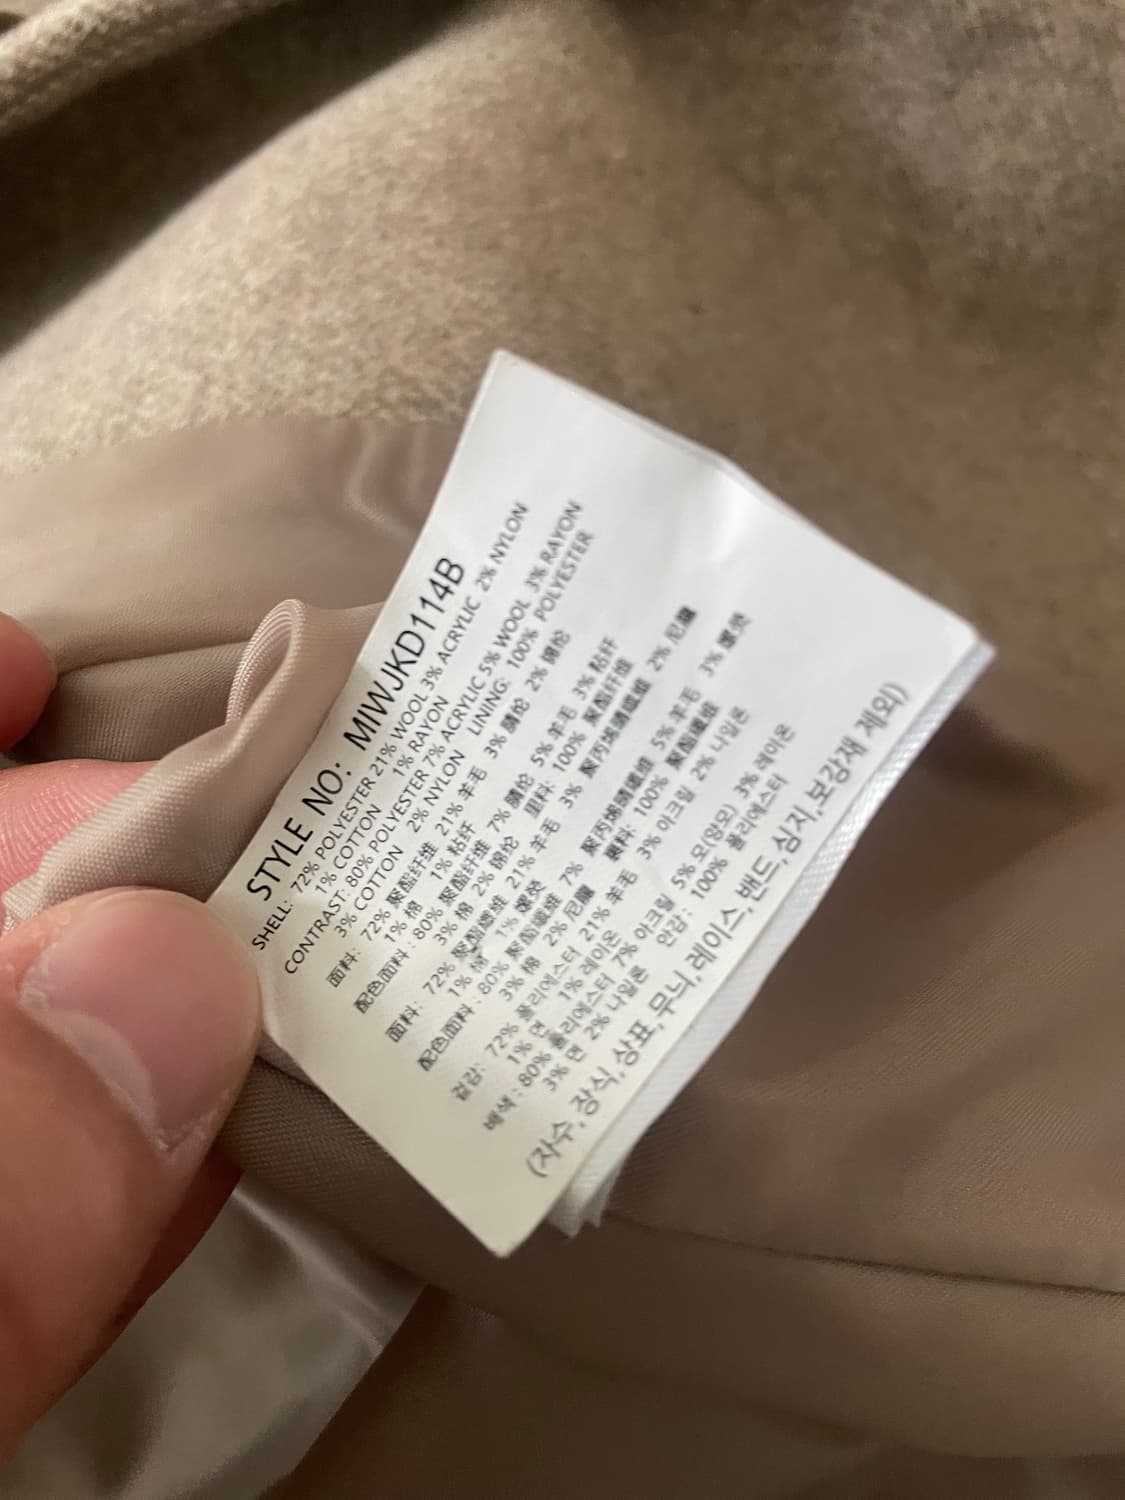 STYLE NO: MIWJKD114B
SHELL: 72% POLYESTER 21% WOOL 3% ACRYLIC 2% NYLON
1% COTTON 1% RAYON
CONTRAST: 80% POLYESTER 7% ACRYLIC 5% WOOL 3% RAYON
3% COTTON 2% NYLON LINING: 100% POLYESTER
面料: 72% 聚酯纤维 21% 羊毛 3% 腈纶 2% 锦纶
1% 棉 1% 粘纤
配色面料: 80% 聚酯纤维 7% 腈纶 5% 羊毛 3% 粘纤
3% 棉 2% 锦纶 里料: 100% 聚酯纤维
面料: 72% 聚酯纖維 21% 羊毛 3% 聚丙烯腈纖維 2% 尼龍
1% 棉 1% 嫘縈
配色面料: 80% 聚酯纖維 7% 聚丙烯腈纖維 5% 羊毛 3% 嫘縈
3% 棉 2% 尼龍 裏料: 100% 聚酯纖維
겉감: 72% 폴리에스터 21% 羊毛 3% 아크릴 2% 나일론
1% 면 1% 레이온
배색: 80% 폴리에스터 7% 아크릴 5% 모(양모) 3% 레이온
3% 면 2% 나일론 안감: 100% 폴리에스터
(자수,장식,상표,무늬,레이스,밴드,심지,보강재 제외)